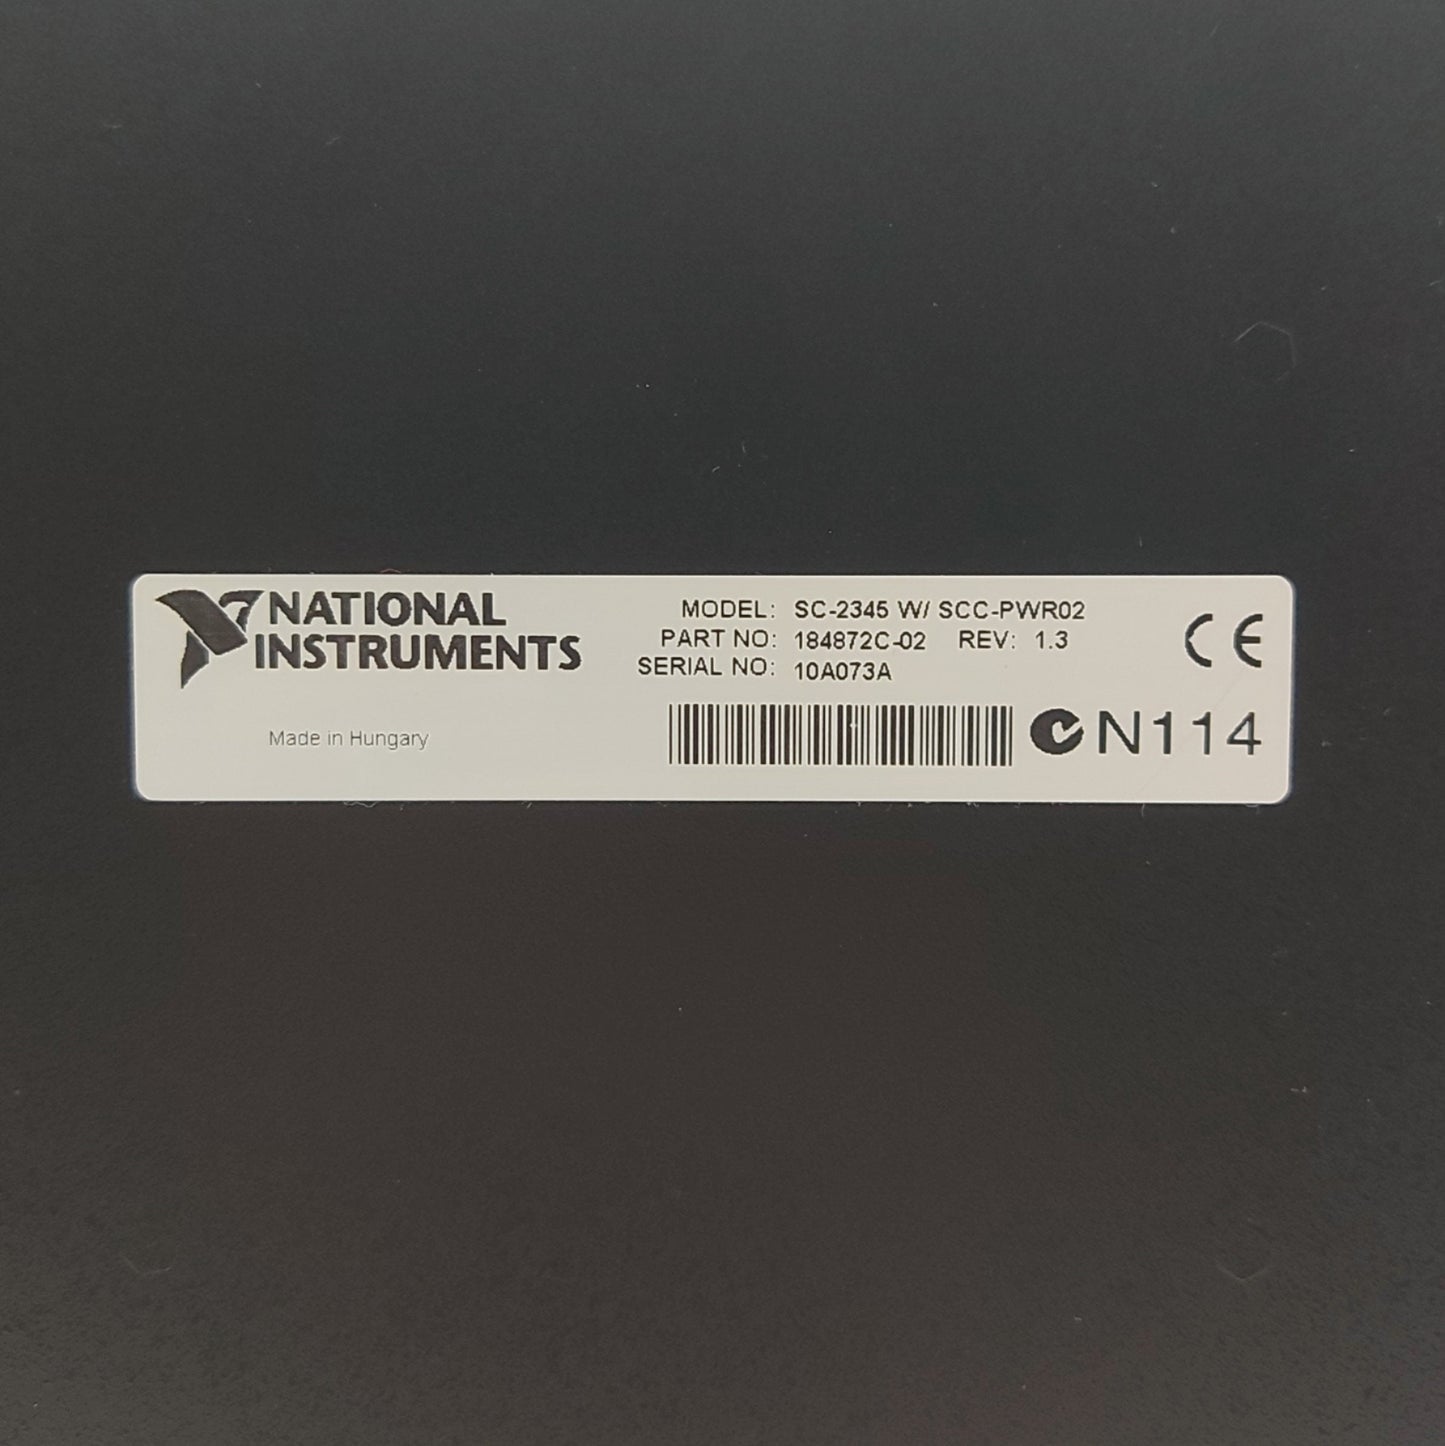 NATIONAL
INSTRUMENTS
Made in Hungary
MODEL: SC-2345 W/ SCC-PWR02
PART NO: 184872C-02 REV: 1.3
SERIAL NO: 10A073A
CE
N114